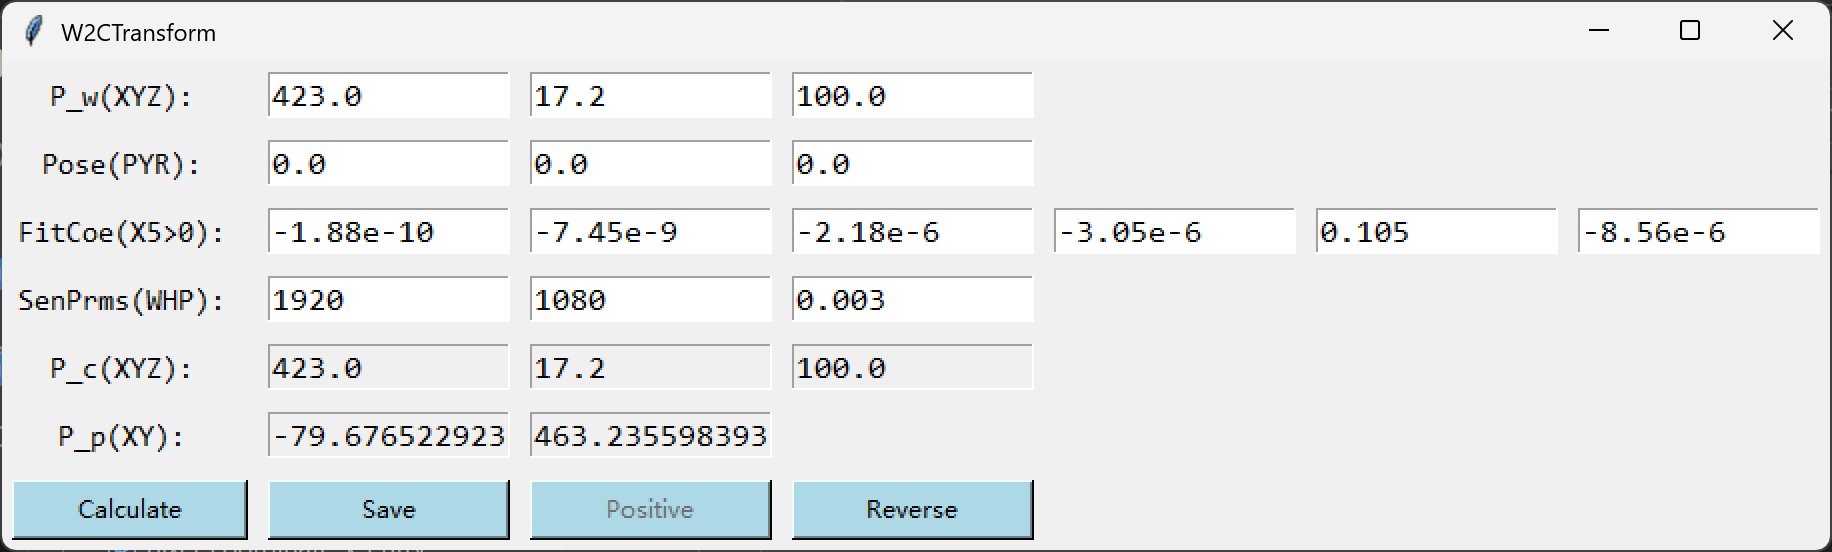 W2CTransform
P_w(XYZ): 423.0 17.2 100.0
Pose(PYR): 0.0 0.0 0.0
FitCoe(X5>0): -1.88e-10 -7.45e-9 -2.18e-6 -3.05e-6 0.105 -8.56e-6
SenPrms(WHP): 1920 1080 0.003
P_c(XYZ): 423.0 17.2 100.0
P_p(XY): -79.676522923 463.235598393
Calculate Save Positive Reverse